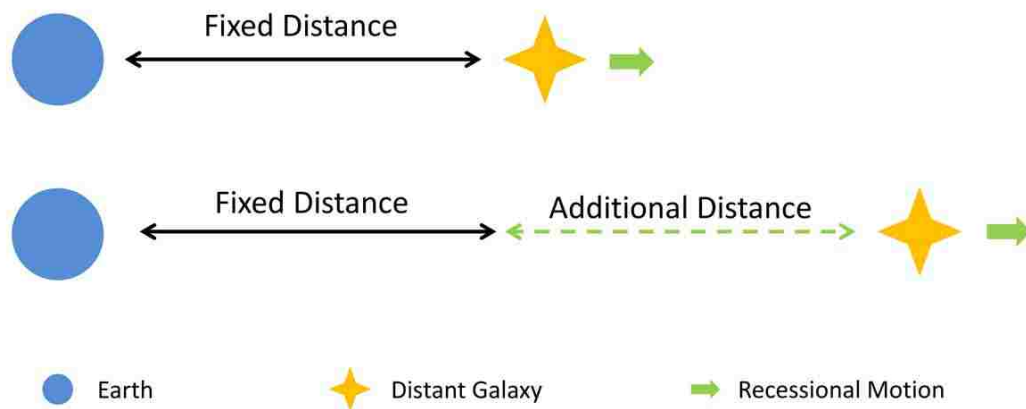 Fixed Distance
Fixed Distance
Additional Distance
Earth
Distant Galaxy
Recessional Motion